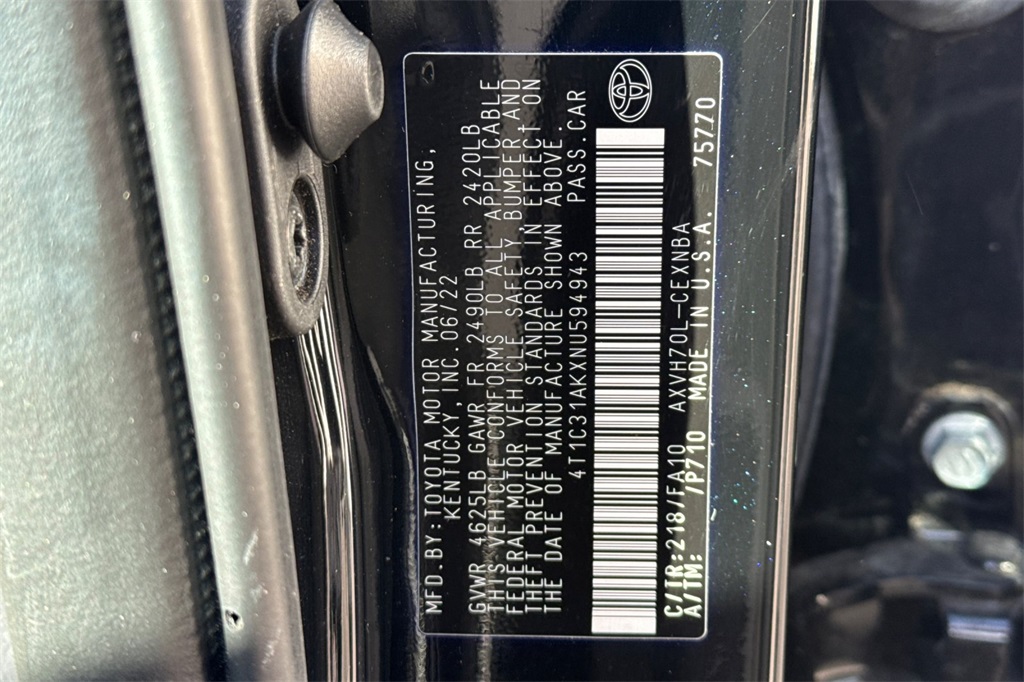 MFD.BY:TOYOTA MOTOR MANUFACTURING,
KENTUCKY,INC. 06/22
GVWR 4625LB GAWR FR 2490LB RR 2420LB
THIS VEHICLE CONFORMS TO ALL APPLICABLE
FEDERAL MOTOR VEHICLE SAFETY, BUMPER AND
THEFT PREVENTION STANDARDS IN EFFECT ON
THE DATE OF MANUFACTURE SHOWN ABOVE.
4T1C31AKXNU594943 PASS.CAR
C/TR:218/FA10 AXVH70L-CEXNBA 75770
A/TM: /P710 MADE IN U.S.A.